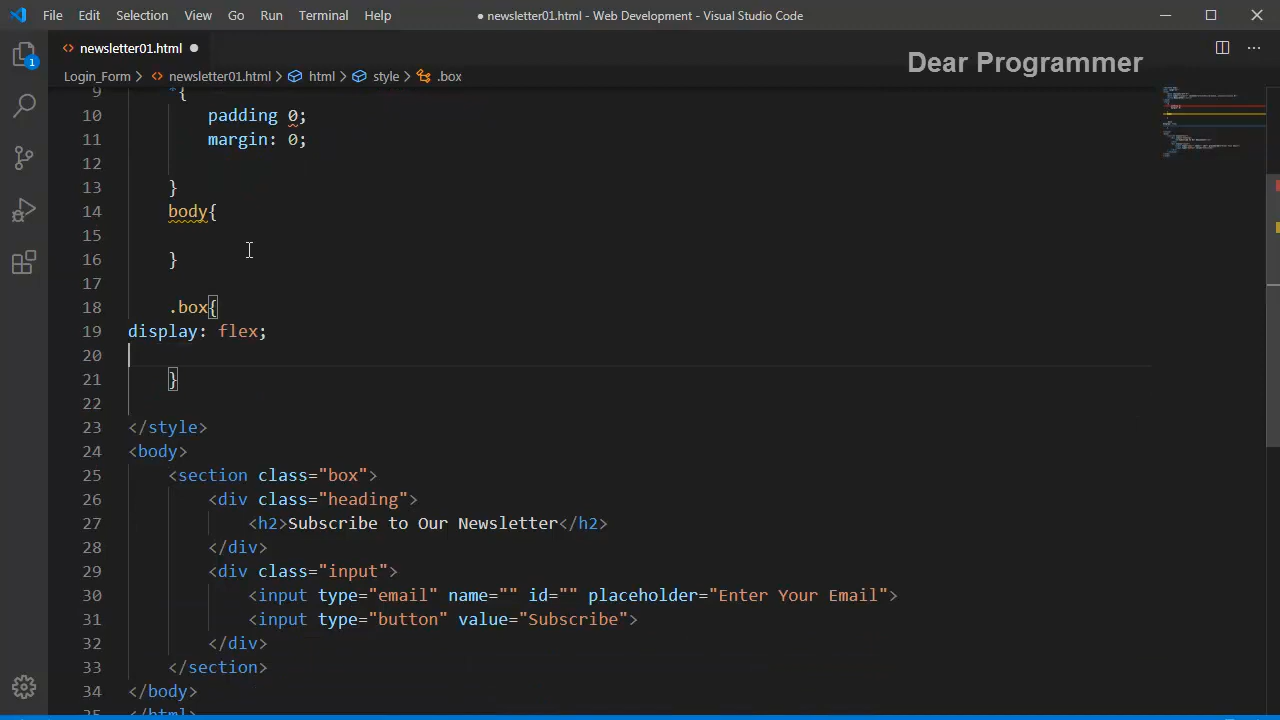 File Edit Selection View Go Run Terminal Help ● newsletter01.html - Web Development - Visual Studio Code
<> newsletter01.html ●
Dear Programmer
Login_Form > <> newsletter01.html > html > style > .box
9 *{
10 padding 0;
11 margin: 0;
12
13 }
14 body{
15
16 }
17
18 .box{
19 display: flex;
20
21 }
22
23 </style>
24 <body>
25 <section class="box">
26 <div class="heading">
27 <h2>Subscribe to Our Newsletter</h2>
28 </div>
29 <div class="input">
30 <input type="email" name="" id="" placeholder="Enter Your Email">
31 <input type="button" value="Subscribe">
32 </div>
33 </section>
34 </body>
35 </html>
1